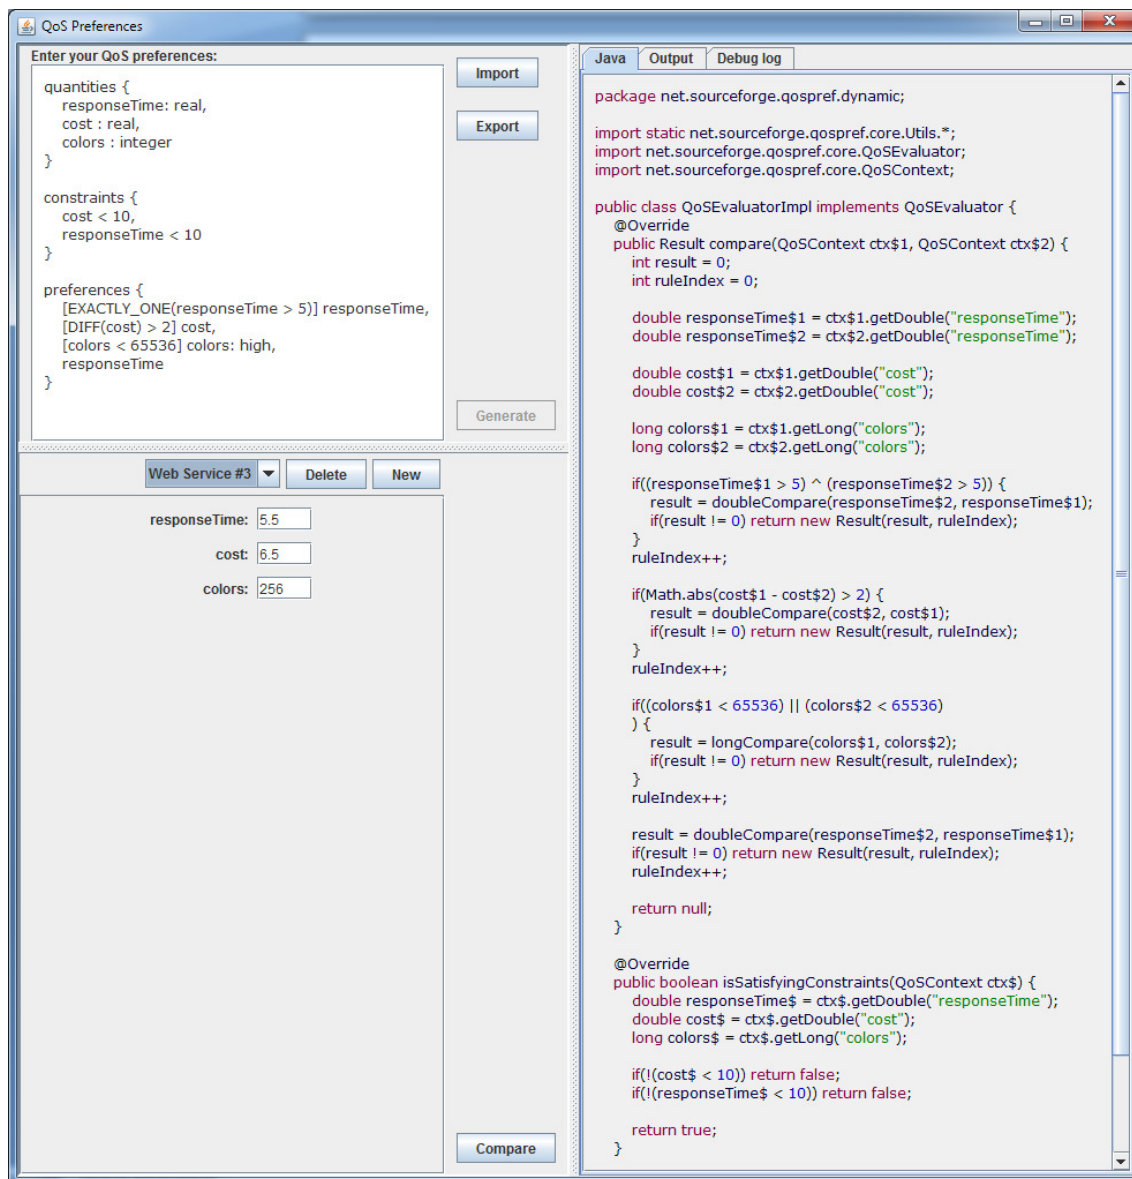 QoS Preferences
Enter your QoS preferences:
quantities {
responseTime: real,
cost : real,
colors : integer
}
constraints {
cost < 10,
responseTime < 10
}
preferences {
[EXACTLY_ONE(responseTime > 5)] responseTime,
[DIFF(cost) > 2] cost,
[colors < 65536] colors: high,
responseTime
}
Import
Export
Generate
Web Service #3
Delete
New
responseTime: 5.5
cost: 6.5
colors: 256
Compare
Java
Output
Debug log
package net.sourceforge.qospref.dynamic;
import static net.sourceforge.qospref.core.Utils.*;
import net.sourceforge.qospref.core.QoSEvaluator;
import net.sourceforge.qospref.core.QoSContext;
public class QoSEvaluatorImpl implements QoSEvaluator {
@Override
public Result compare(QoSContext ctx$1, QoSContext ctx$2) {
int result = 0;
int ruleIndex = 0;
double responseTime$1 = ctx$1.getDouble("responseTime");
double responseTime$2 = ctx$2.getDouble("responseTime");
double cost$1 = ctx$1.getDouble("cost");
double cost$2 = ctx$2.getDouble("cost");
long colors$1 = ctx$1.getLong("colors");
long colors$2 = ctx$2.getLong("colors");
if((responseTime$1 > 5) ^ (responseTime$2 > 5)) {
result = doubleCompare(responseTime$2, responseTime$1);
if(result != 0) return new Result(result, ruleIndex);
}
ruleIndex++;
if(Math.abs(cost$1 - cost$2) > 2) {
result = doubleCompare(cost$2, cost$1);
if(result != 0) return new Result(result, ruleIndex);
}
ruleIndex++;
if((colors$1 < 65536) || (colors$2 < 65536)
) {
result = longCompare(colors$1, colors$2);
if(result != 0) return new Result(result, ruleIndex);
}
ruleIndex++;
result = doubleCompare(responseTime$2, responseTime$1);
if(result != 0) return new Result(result, ruleIndex);
ruleIndex++;
return null;
}
@Override
public boolean isSatisfyingConstraints(QoSContext ctx$) {
double responseTime$ = ctx$.getDouble("responseTime");
double cost$ = ctx$.getDouble("cost");
long colors$ = ctx$.getLong("colors");
if(!(cost$ < 10)) return false;
if(!(responseTime$ < 10)) return false;
return true;
}